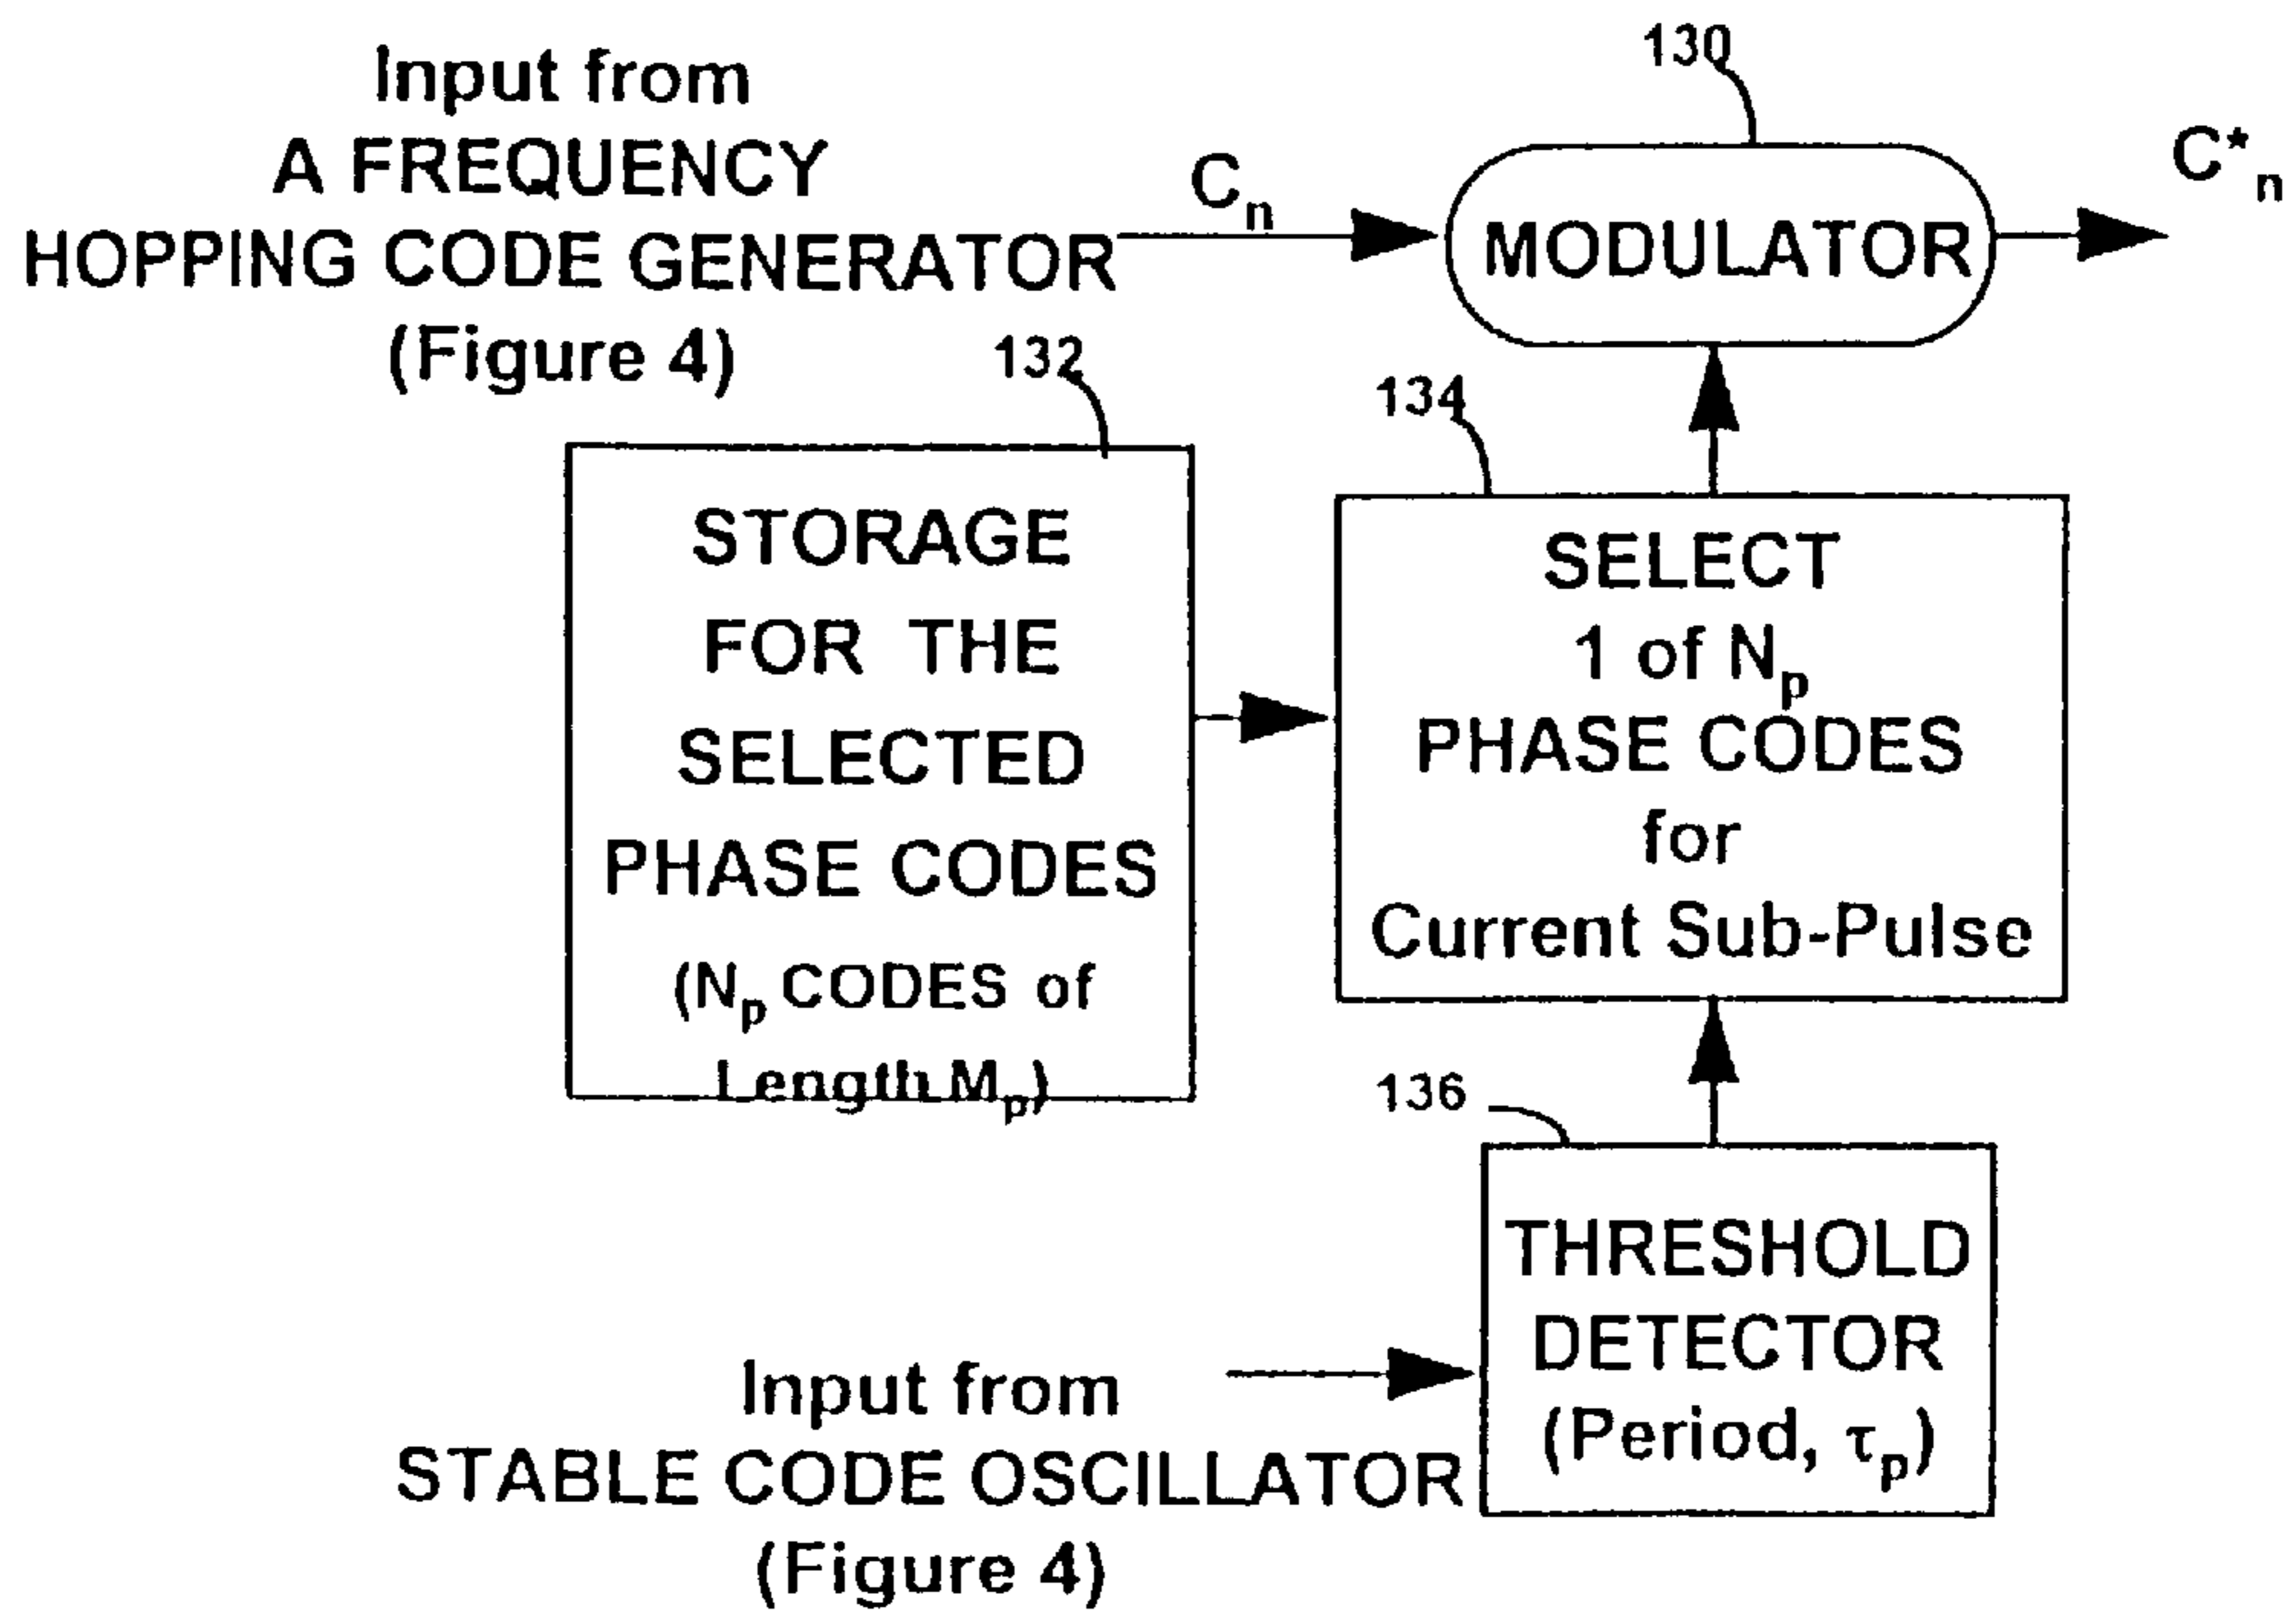 Input from
A FREQUENCY
HOPPING CODE GENERATOR
(Figure 4)
Cn
130
MODULATOR
C*n
132
STORAGE
FOR THE
SELECTED
PHASE CODES
(Np CODES of
Length Mp)
134
SELECT
1 of Np
PHASE CODES
for
Current Sub-Pulse
136
THRESHOLD
DETECTOR
(Period, τp)
Input from
STABLE CODE OSCILLATOR
(Figure 4)